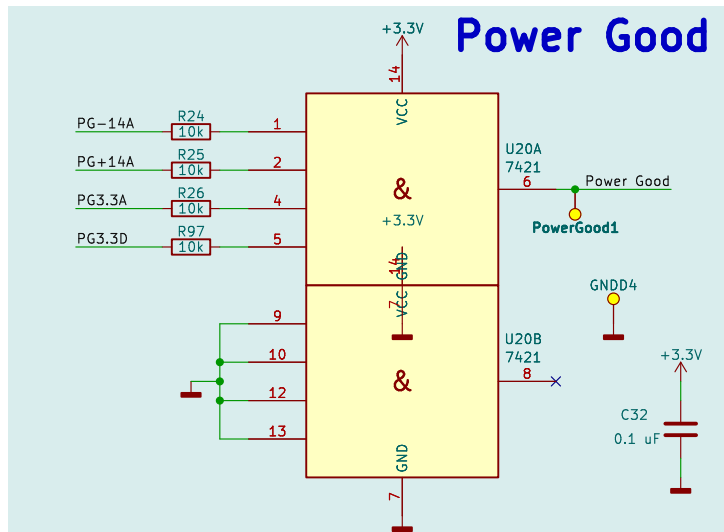 Power Good
+3.3V
14
VCC
PG-14A
R24
10k
1
PG+14A
R25
10k
2
PG3.3A
R26
10k
4
PG3.3D
R97
10k
5
&
U20A
7421
6
Power Good
PowerGood1
+3.3V
14
GND
7
VCC
GNDD4
9
10
12
13
&
U20B
7421
8
GND
7
+3.3V
C32
0.1 uF